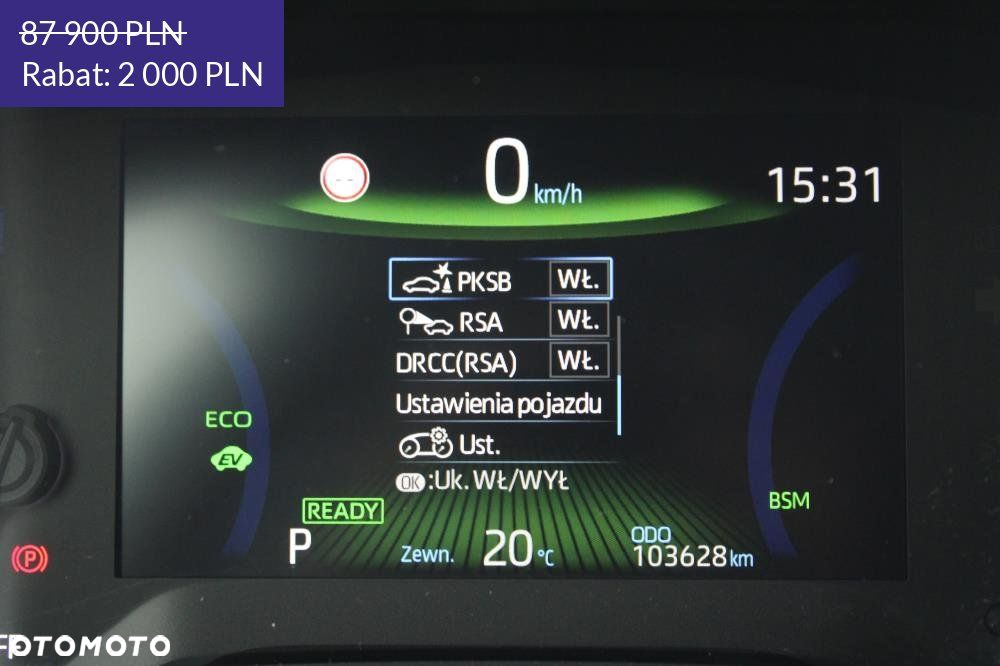 87 900 PLN
Rabat: 2 000 PLN
0 km/h
15:31
PKSB WŁ.
RSA WŁ.
DRCC(RSA) WŁ.
Ustawienia pojazdu
Ust.
OK:Uk. WŁ/WYŁ
ECO
EV
READY
BSM
P
Zewn. 20 °C
ODO
103628 km
P
OTOMOTO